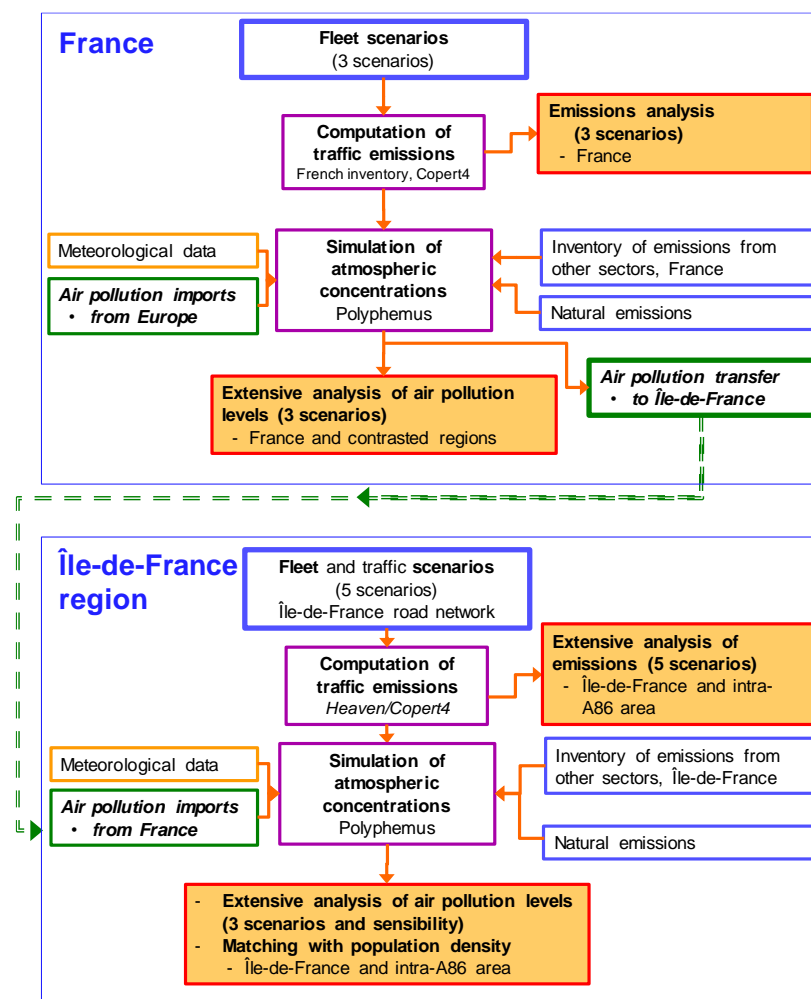 France
Fleet scenarios
(3 scenarios)
Computation of
traffic emissions
French inventory, Copert4
Emissions analysis
(3 scenarios)
- France
Meteorological data
Air pollution imports
• from Europe
Simulation of
atmospheric
concentrations
Polyphemus
Inventory of emissions from
other sectors, France
Natural emissions
Extensive analysis of air pollution
levels (3 scenarios)
- France and contrasted regions
Air pollution transfer
• to Île-de-France
Île-de-France
region
Fleet and traffic scenarios
(5 scenarios)
Île-de-France road network
Computation of
traffic emissions
Heaven/Copert4
Extensive analysis of
emissions (5 scenarios)
- Île-de-France and intra-
A86 area
Meteorological data
Air pollution imports
• from France
Simulation of
atmospheric
concentrations
Polyphemus
Inventory of emissions from
other sectors, Île-de-France
Natural emissions
- Extensive analysis of air pollution levels
(3 scenarios and sensibility)
- Matching with population density
- Île-de-France and intra-A86 area